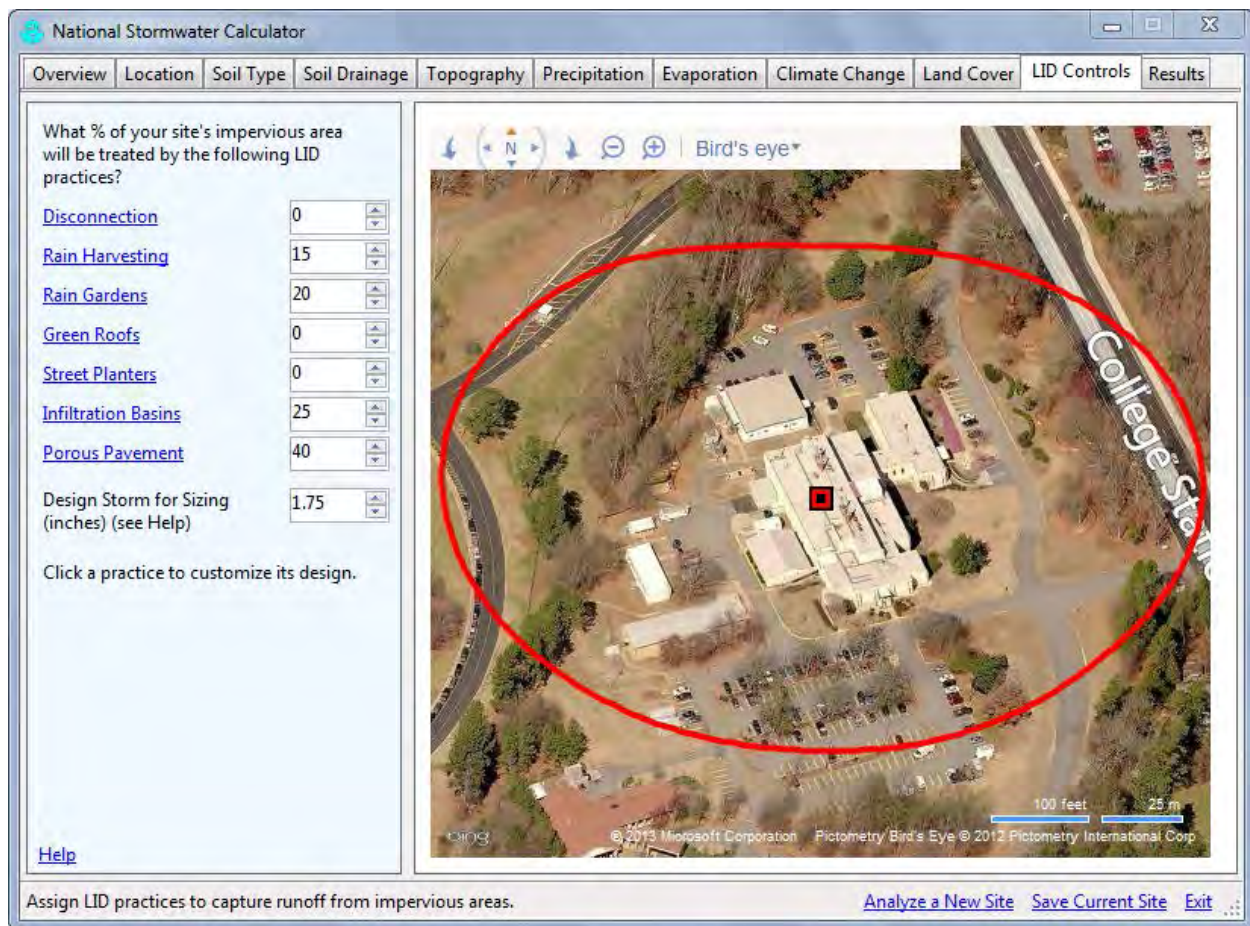 National Stormwater Calculator
Overview Location Soil Type Soil Drainage Topography Precipitation Evaporation Climate Change Land Cover LID Controls Results
What % of your site's impervious area
will be treated by the following LID
practices?
Disconnection 0
Rain Harvesting 15
Rain Gardens 20
Green Roofs 0
Street Planters 0
Infiltration Basins 25
Porous Pavement 40
Design Storm for Sizing
(inches) (see Help) 1.75
Click a practice to customize its design.
Help
N Bird's eye
College Static
100 feet 25 m
bing © 2013 Microsoft Corporation Pictometry Bird's Eye © 2012 Pictometry International Corp
Assign LID practices to capture runoff from impervious areas. Analyze a New Site Save Current Site Exit